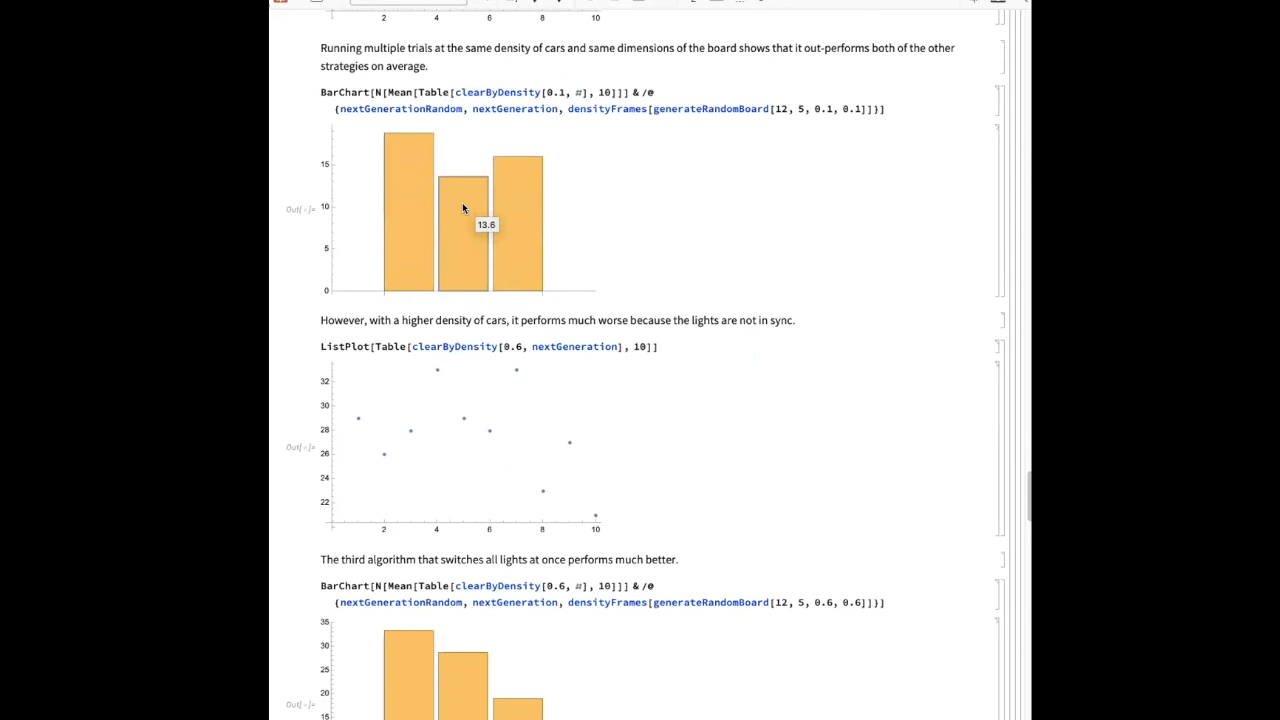 2 4 6 8 10
Running multiple trials at the same density of cars and same dimensions of the board shows that it out-performs both of the other
strategies on average.
BarChart[N[Mean[Table[clearByDensity[0.1, #], 10]]] & /@
{nextGenerationRandom, nextGeneration, densityFrames[generateRandomBoard[12, 5, 0.1, 0.1]]}]
15
Out[•]= 10
13.6
5
0
However, with a higher density of cars, it performs much worse because the lights are not in sync.
ListPlot[Table[clearByDensity[0.6, nextGeneration], 10]]
32
30
28
Out[•]= 26
24
22
2 4 6 8 10
The third algorithm that switches all lights at once performs much better.
BarChart[N[Mean[Table[clearByDensity[0.6, #], 10]]] & /@
{nextGenerationRandom, nextGeneration, densityFrames[generateRandomBoard[12, 5, 0.6, 0.6]]}]
35
30
25
20
Out[•]=
15